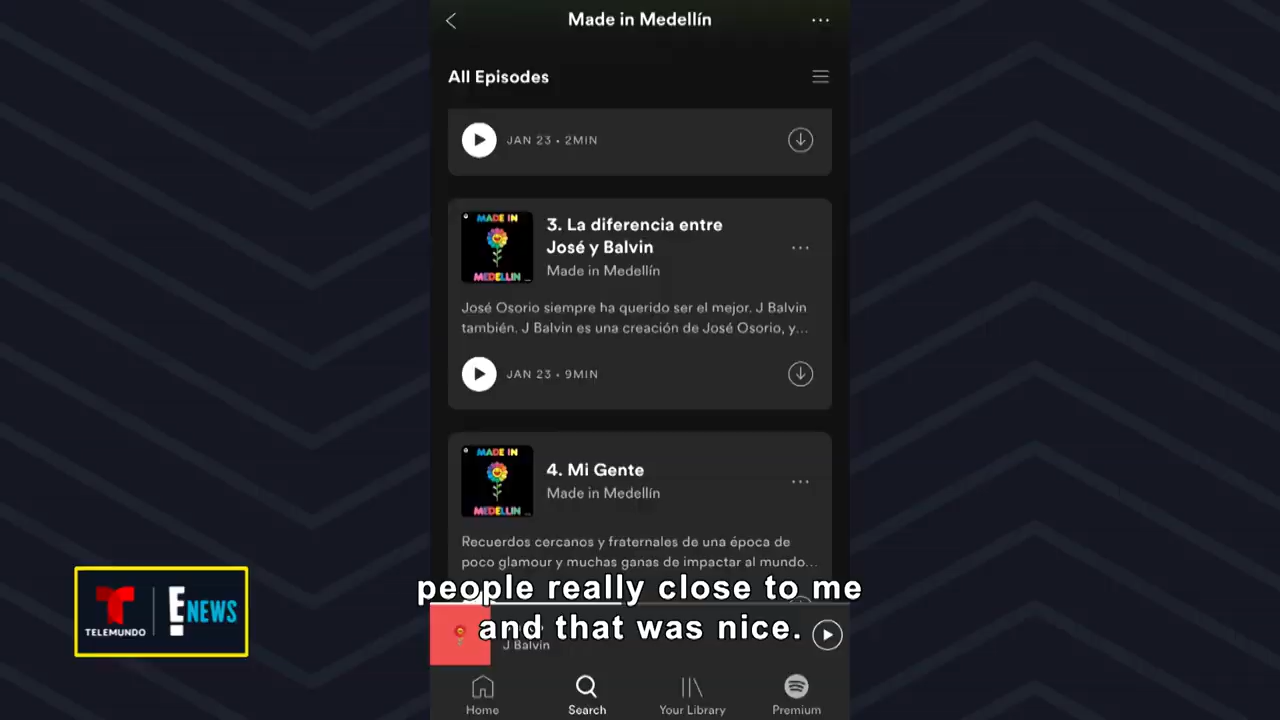 Made in Medellín
All Episodes
JAN 23 • 2MIN
MADE IN
MEDELLIN
3. La diferencia entre
José y Balvin
Made in Medellín
José Osorio siempre ha querido ser el mejor. J Balvin
también. J Balvin es una creación de José Osorio, y...
JAN 23 • 9MIN
MADE IN
MEDELLIN
4. Mi Gente
Made in Medellín
Recuerdos cercanos y fraternales de una época de
poco glamour y muchas ganas de impactar al mundo...
people really close to me
and that was nice.
J Balvin
TELEMUNDO
E! NEWS
Home
Search
Your Library
Premium